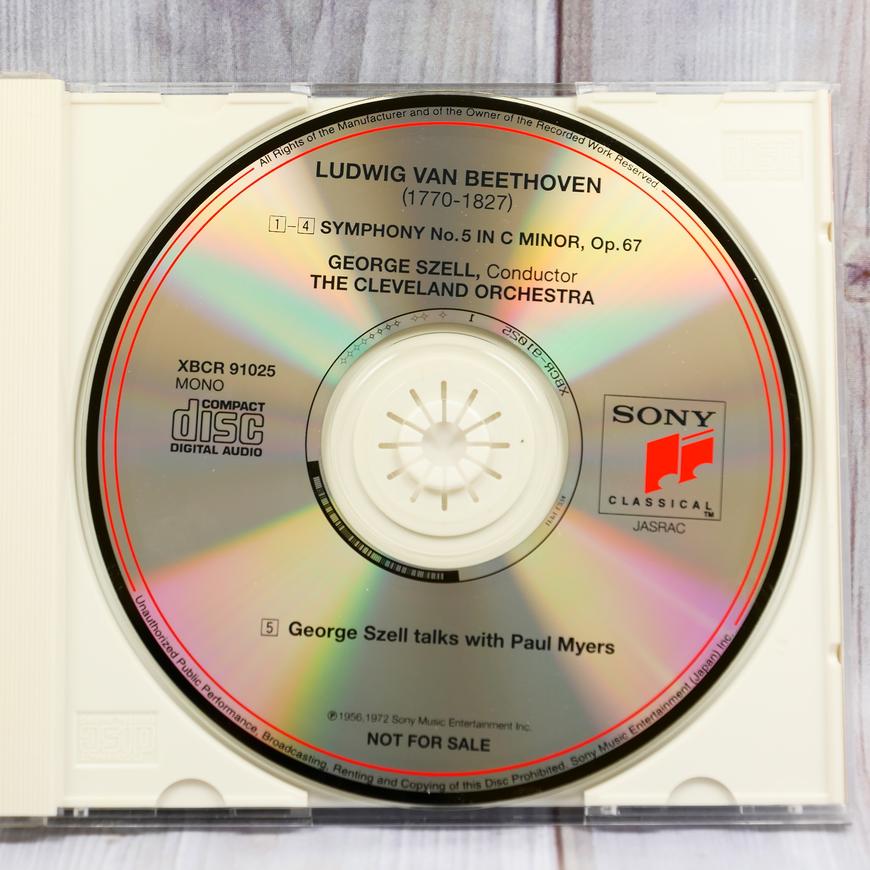 All Rights of the Manufacturer and of the Owner of the Recorded Work Reserved.
LUDWIG VAN BEETHOVEN
(1770-1827)
1-4 SYMPHONY No.5 IN C MINOR, Op.67
GEORGE SZELL, Conductor
THE CLEVELAND ORCHESTRA
XBCR-91025 1
XBCR 91025
MONO
COMPACT
disc
DIGITAL AUDIO
SONY
CLASSICAL
TM
JASRAC
5 George Szell talks with Paul Myers
℗1956,1972 Sony Music Entertainment Inc.
NOT FOR SALE
Unauthorized Public Performance, Broadcasting, Renting and Copying of this Disc Prohibited. Sony Music Entertainment (Japan) Inc.